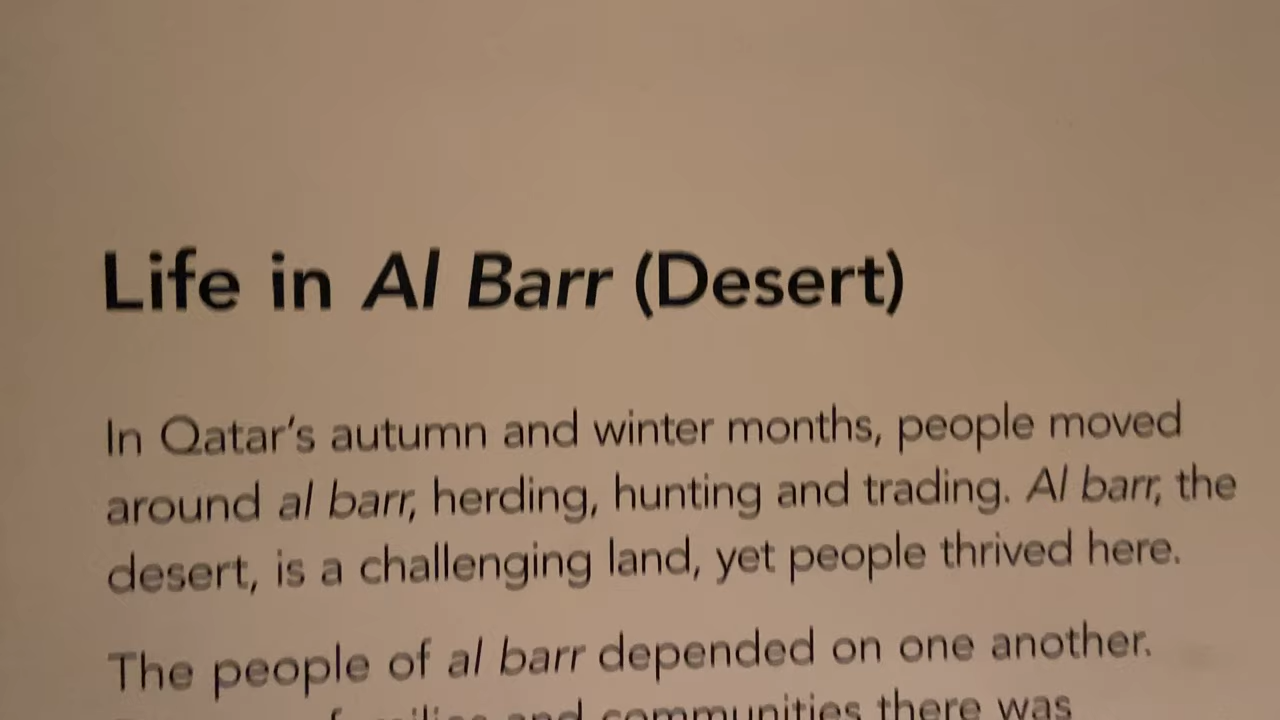 Life in Al Barr (Desert)
In Qatar's autumn and winter months, people moved
around al barr, herding, hunting and trading. Al barr, the
desert, is a challenging land, yet people thrived here.
The people of al barr depended on one another.
families and communities there was